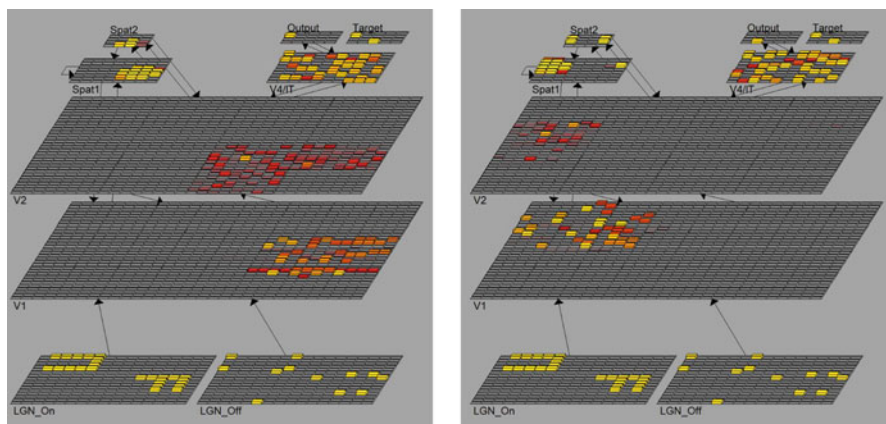 Spat2
Output
Target
Spat1
V4/IT
V2
V1
LGN_On
LGN_Off
Spat2
Output
Target
Spat1
V4/IT
V2
V1
LGN_On
LGN_Off